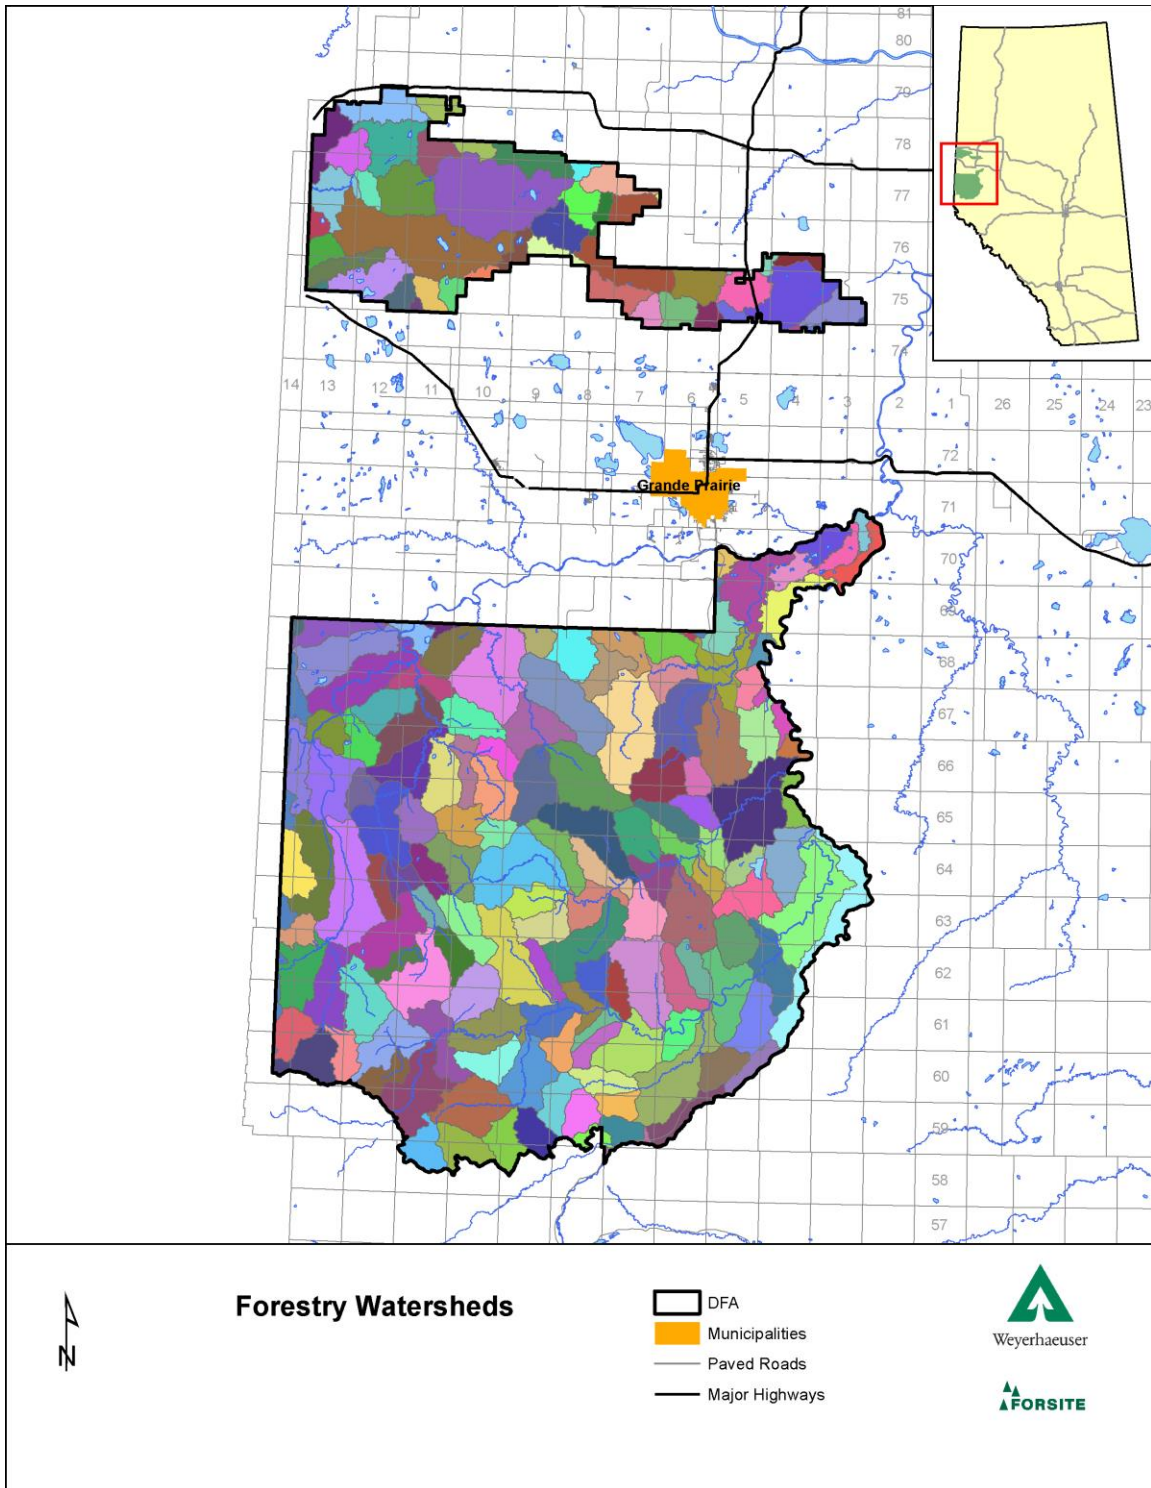 81
80
79
78
77
76
75
74
14 13 12 11 10 9 8 7 6 5 4 3 2 1 26 25 24 23
72
Grande Prairie
71
70
69
68
67
66
65
64
63
62
61
60
59
58
57
Forestry Watersheds
N
DFA
Municipalities
Paved Roads
Major Highways
Weyerhaeuser
FORSITE